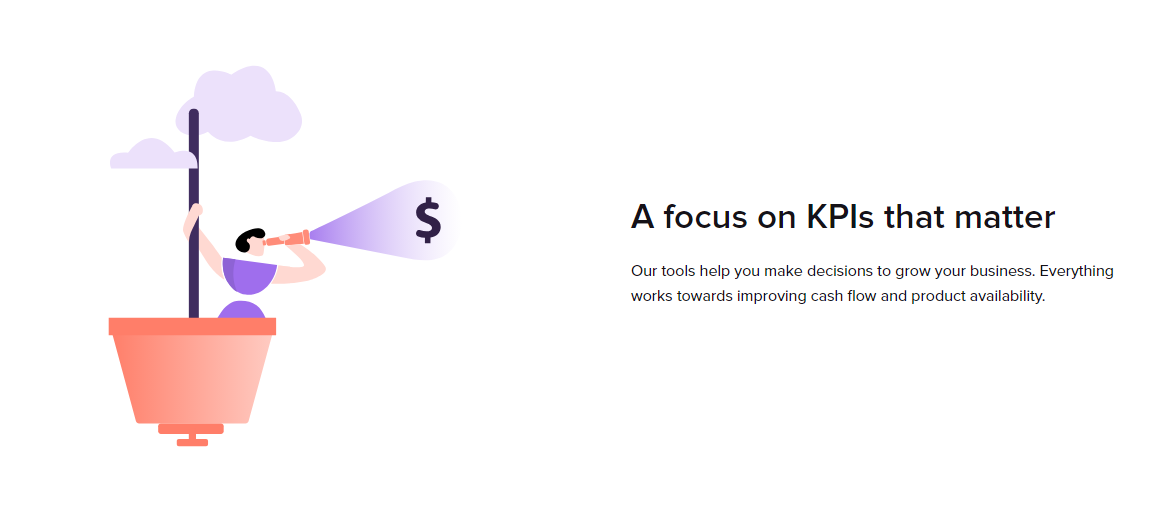 $
A focus on KPIs that matter
Our tools help you make decisions to grow your business. Everything
works towards improving cash flow and product availability.